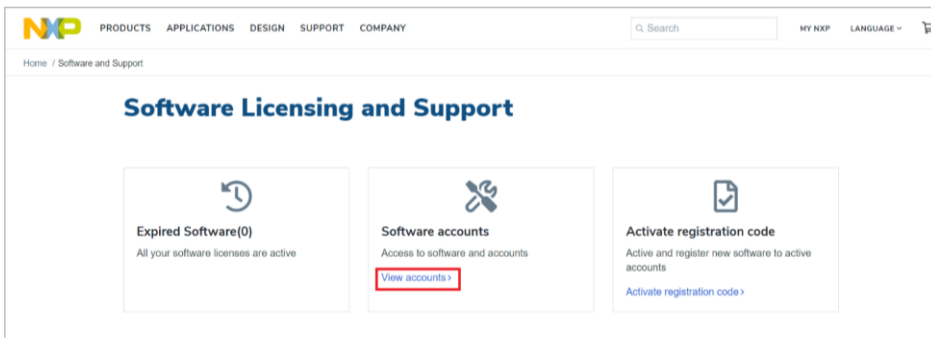 NXP PRODUCTS APPLICATIONS DESIGN SUPPORT COMPANY Search MY NXP LANGUAGE
Home / Software and Support
Software Licensing and Support
Expired Software(0)
All your software licenses are active
Software accounts
Access to software and accounts
View accounts >
Activate registration code
Active and register new software to active
accounts
Activate registration code >